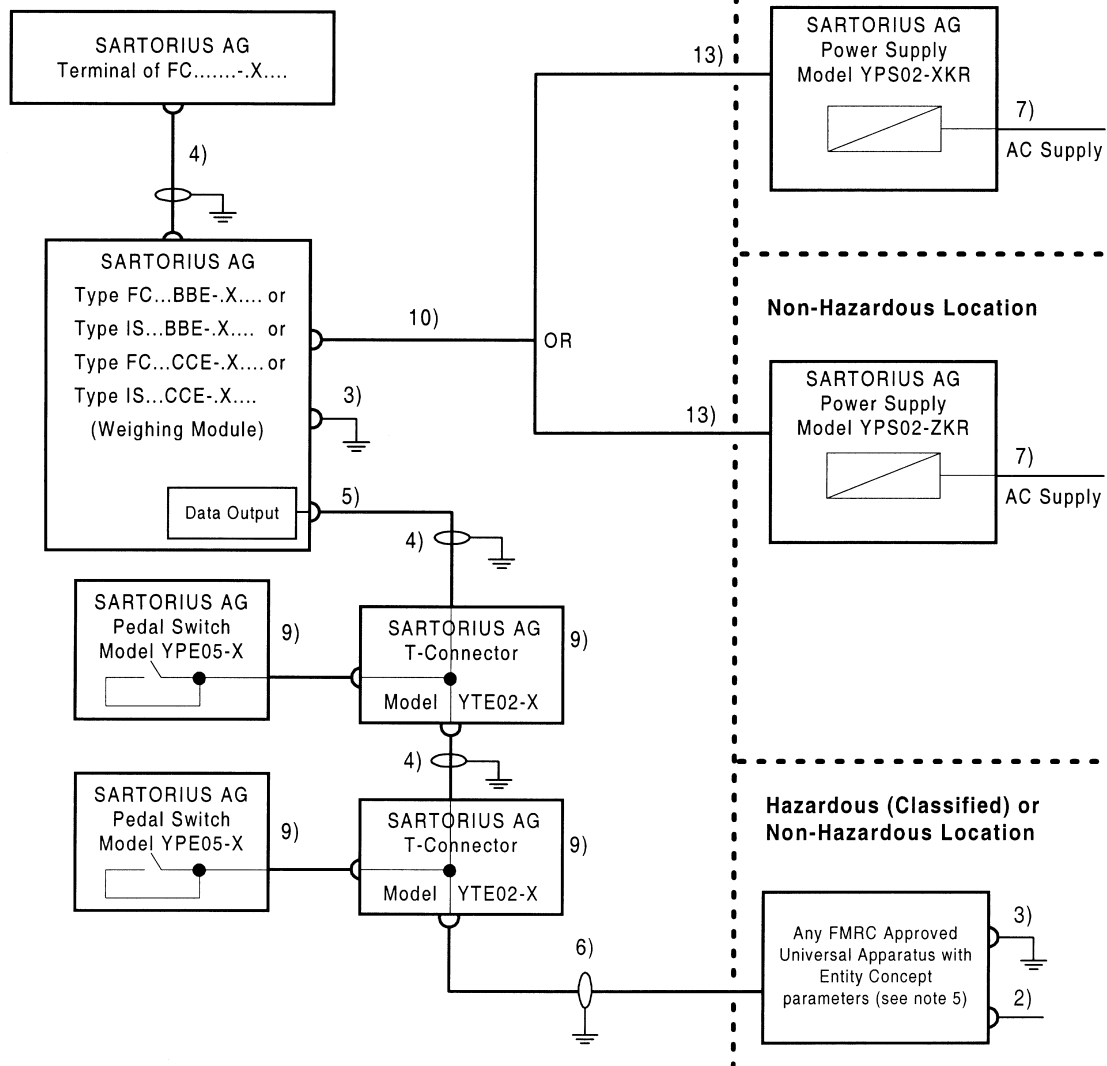 SARTORIUS AG
Terminal of FC.......-.X....
4)
SARTORIUS AG
Type FC...BBE-.X.... or
Type IS...BBE-.X.... or
Type FC...CCE-.X.... or
Type IS...CCE-.X....
(Weighing Module)
Data Output
10)
3)
5)
4)
OR
13)
13)
SARTORIUS AG
Power Supply
Model YPS02-XKR
7)
AC Supply
Non-Hazardous Location
SARTORIUS AG
Power Supply
Model YPS02-ZKR
7)
AC Supply
SARTORIUS AG
Pedal Switch
Model YPE05-X
9)
SARTORIUS AG
T-Connector
Model YTE02-X
9)
4)
SARTORIUS AG
Pedal Switch
Model YPE05-X
9)
SARTORIUS AG
T-Connector
Model YTE02-X
9)
6)
Hazardous (Classified) or
Non-Hazardous Location
Any FMRC Approved
Universal Apparatus with
Entity Concept
parameters (see note 5)
3)
2)